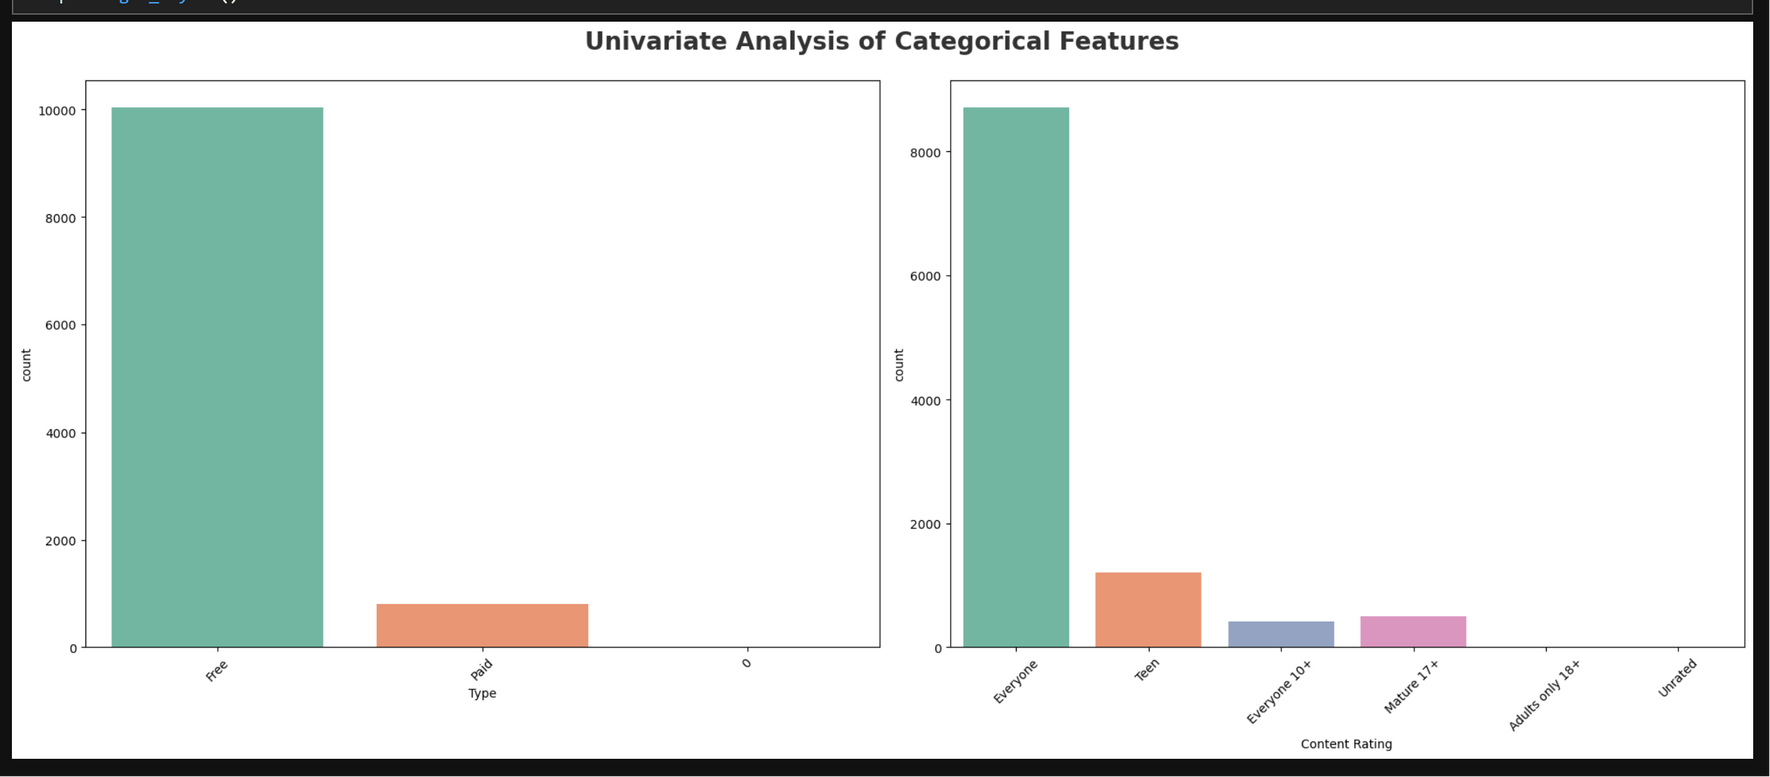 Univariate Analysis of Categorical Features
10000
8000
6000
4000
2000
0
count
Free
Paid
0
Type
8000
6000
4000
2000
0
count
Everyone
Teen
Everyone 10+
Mature 17+
Adults only 18+
Unrated
Content Rating